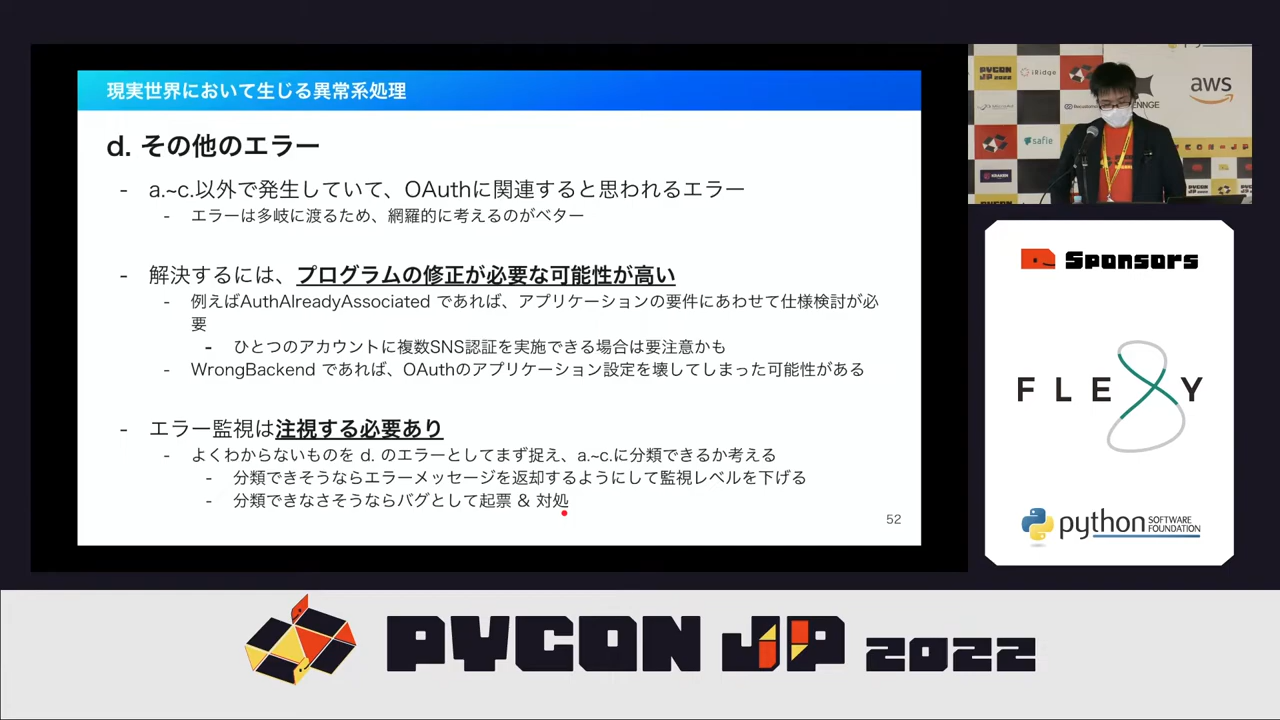 現実世界において生じる異常系処理
d. その他のエラー
- a.~c.以外で発生していて、OAuthに関連すると思われるエラー
- エラーは多岐に渡るため、網羅的に考えるのがベター
- 解決するには、プログラムの修正が必要な可能性が高い
- 例えばAuthAlreadyAssociated であれば、アプリケーションの要件にあわせて仕様検討が必
要
- ひとつのアカウントに複数SNS認証を実施できる場合は要注意かも
- WrongBackend であれば、OAuthのアプリケーション設定を壊してしまった可能性がある
- エラー監視は注視する必要あり
- よくわからないものを d. のエラーとしてまず捉え、a.~c.に分類できるか考える
- 分類できそうならエラーメッセージを返却するようにして監視レベルを下げる
- 分類できなさそうならバグとして起票 & 対処
52
PYCON JP 2022
iRidge
aws
safie
Sponsors
FLEXY
python SOFTWARE
FOUNDATION
PYCON JP 2022